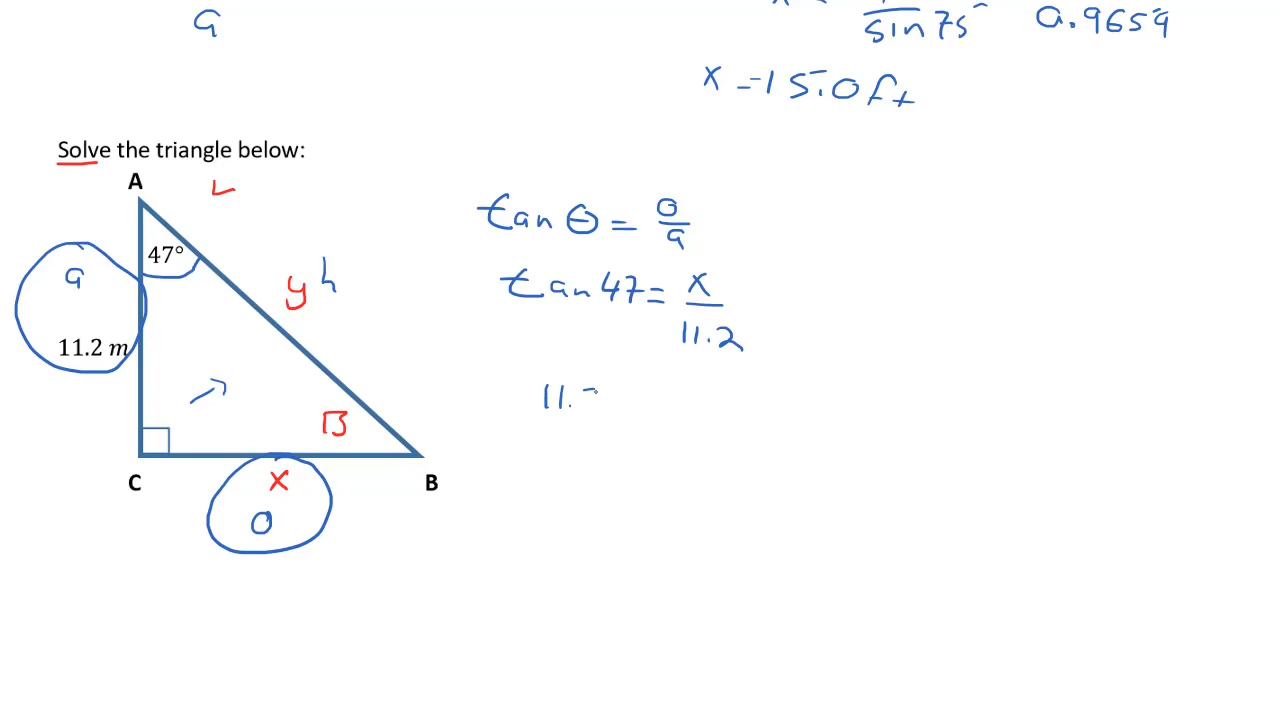 a
sin 75° 0.9659
x = 15.0 ft
Solve the triangle below:
A
47°
a
11.2 m
y h
B
C
x
B
o
tan θ = o/a
tan 47 = x/11.2
11.